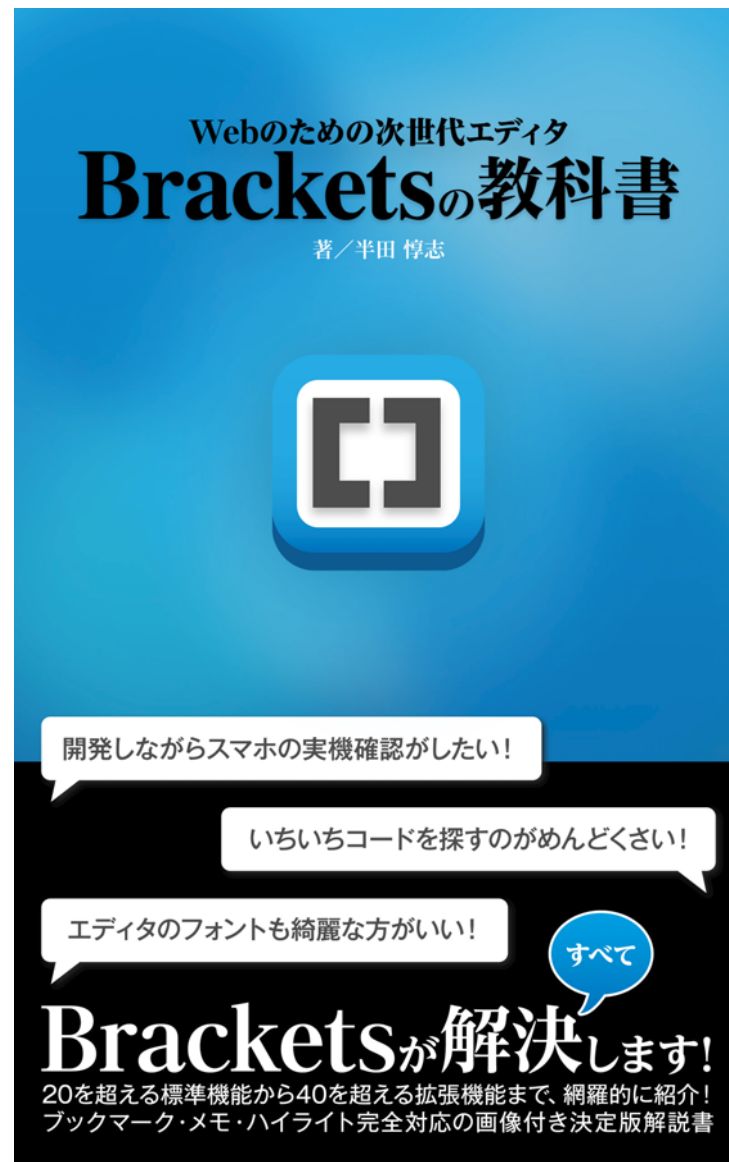 Webのための次世代エディタ
Bracketsの教科書
著／半田 惇志
開発しながらスマホの実機確認がしたい！
いちいちコードを探すのがめんどくさい！
エディタのフォントも綺麗な方がいい！
すべて
Bracketsが解決します!
20を超える標準機能から40を超える拡張機能まで、網羅的に紹介！
ブックマーク・メモ・ハイライト完全対応の画像付き決定版解説書